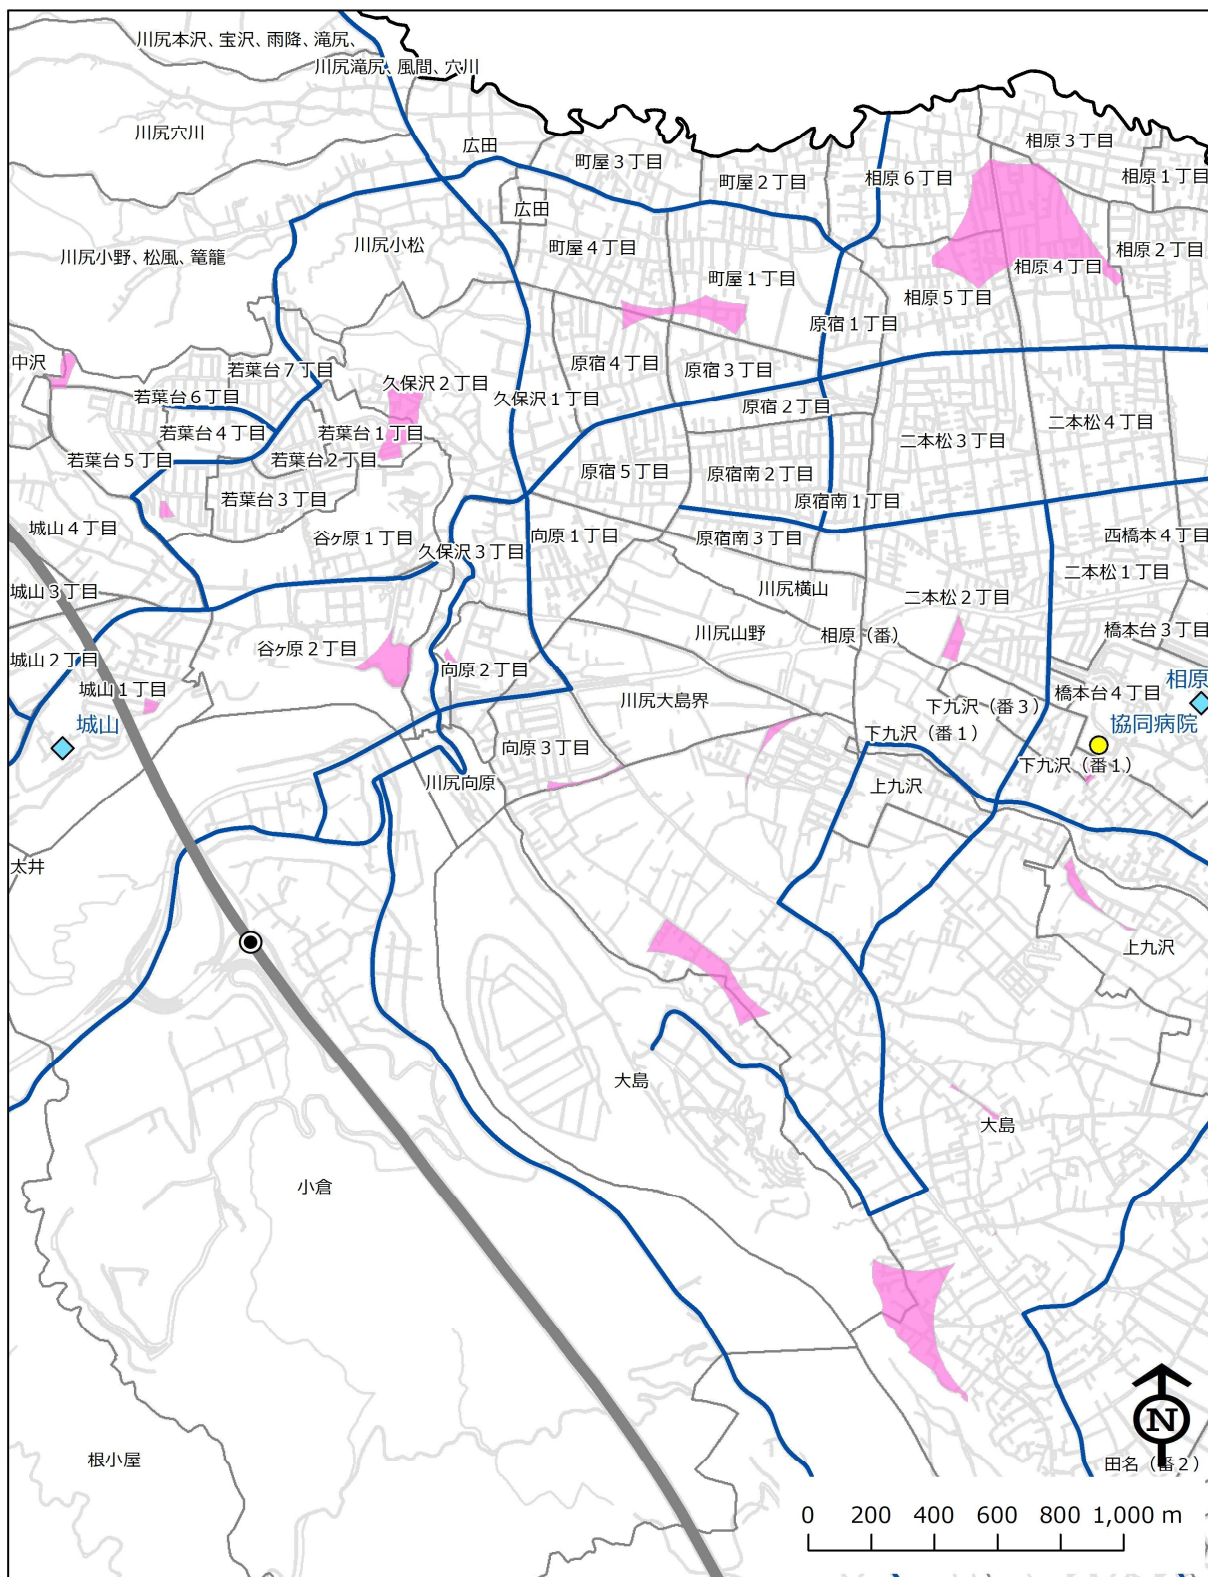 川尻本沢、宝沢、雨降、滝尻、
川尻滝尻、風間、穴川
川尻穴川
広田
町屋３丁目
相原３丁目
町屋２丁目
相原６丁目
相原１丁目
広田
川尻小松
町屋４丁目
川尻小野、松風、篭籠
町屋１丁目
相原２丁目
相原４丁目
相原５丁目
原宿１丁目
中沢
若葉台７丁目
久保沢２丁目
原宿４丁目
原宿３丁目
若葉台６丁目
久保沢１丁目
原宿２丁目
若葉台４丁目
若葉台１丁目
二本松３丁目
二本松４丁目
若葉台５丁目
若葉台２丁目
原宿５丁目
原宿南２丁目
若葉台３丁目
原宿南１丁目
城山４丁目
谷ヶ原１丁目
久保沢３丁目
向原１丁目
原宿南３丁目
西橋本４丁目
二本松１丁目
城山３丁目
川尻横山
二本松２丁目
川尻山野
相原（番）
橋本台３丁目
城山２丁目
谷ヶ原２丁目
向原２丁目
城山１丁目
川尻大島界
橋本台４丁目
相原
城山
下九沢（番３）
協同病院
向原３丁目
下九沢（番１）
下九沢（番１）
川尻向原
上九沢
太井
上九沢
大島
大島
小倉
根小屋
N
田名（番２）
0 200 400 600 800 1,000 m